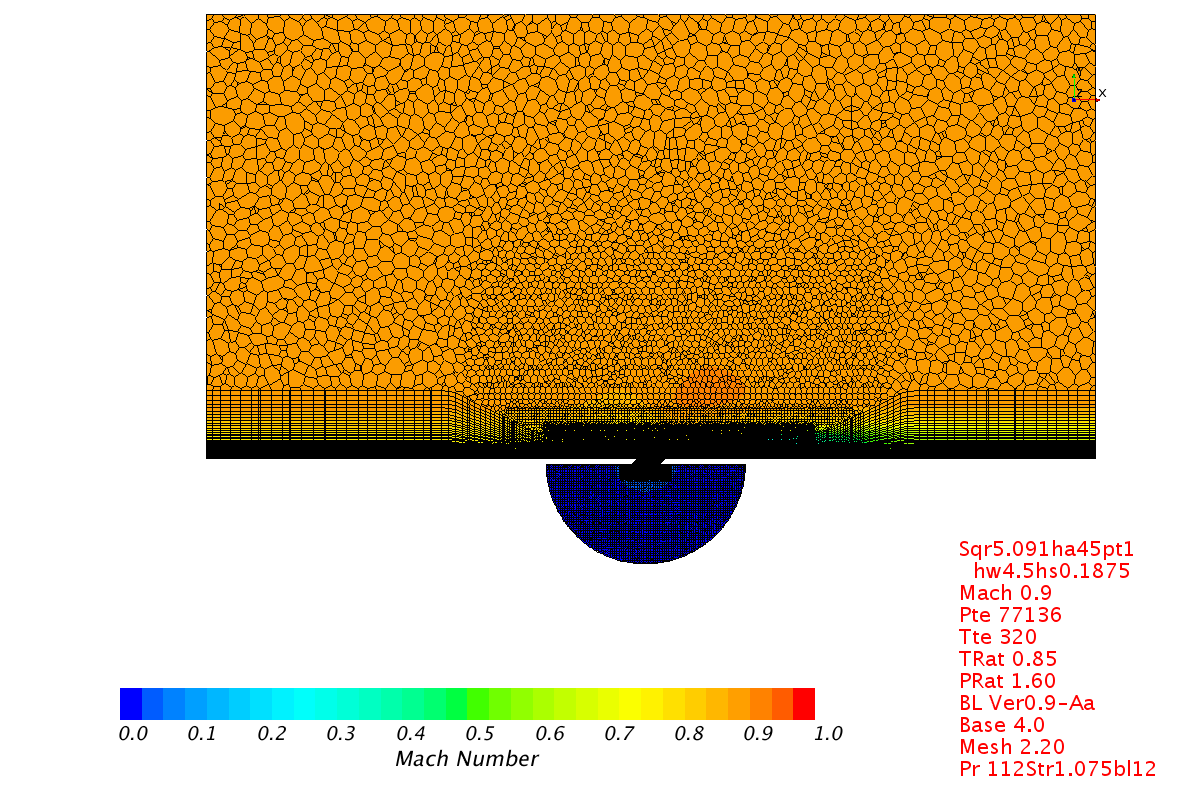 Y
Z X
Sqr5.091ha45pt1
hw4.5hs0.1875
Mach 0.9
Pte 77136
Tte 320
TRat 0.85
PRat 1.60
BL Ver0.9-Aa
Base 4.0
Mesh 2.20
Pr 112Str1.075bl12
0.0 0.1 0.2 0.3 0.4 0.5 0.6 0.7 0.8 0.9 1.0
Mach Number